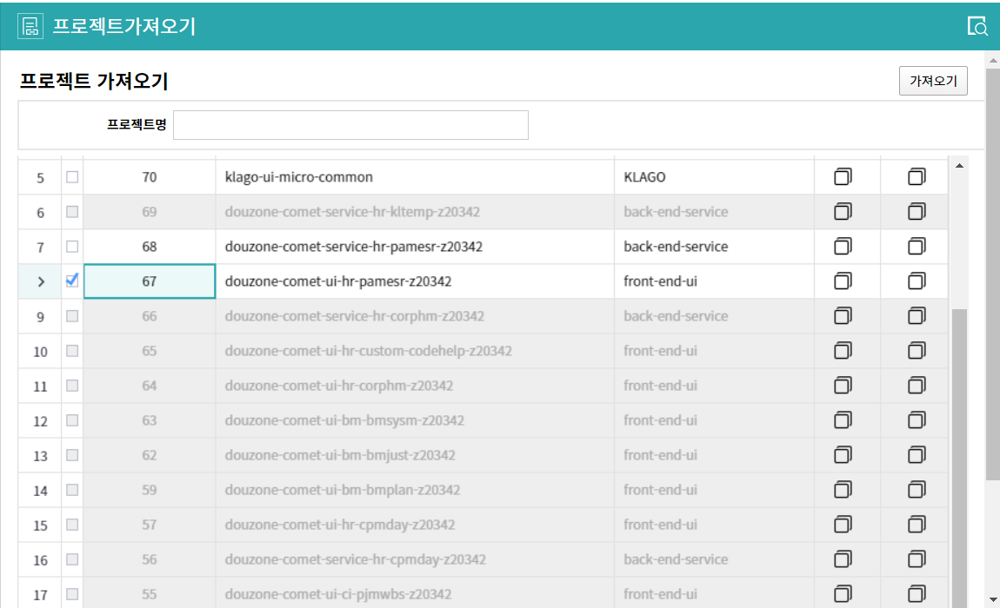 프로젝트가져오기
프로젝트 가져오기
가져오기
프로젝트명
5 70 klago-ui-micro-common KLAGO
6 69 douzone-comet-service-hr-kltemp-z20342 back-end-service
7 68 douzone-comet-service-hr-pamesr-z20342 back-end-service
67 douzone-comet-ui-hr-pamesr-z20342 front-end-ui
9 66 douzone-comet-service-hr-corphm-z20342 back-end-service
10 65 douzone-comet-ui-hr-custom-codehelp-z20342 front-end-ui
11 64 douzone-comet-ui-hr-corphm-z20342 front-end-ui
12 63 douzone-comet-ui-bm-bmsysm-z20342 front-end-ui
13 62 douzone-comet-ui-bm-bmjust-z20342 front-end-ui
14 59 douzone-comet-ui-bm-bmplan-z20342 front-end-ui
15 57 douzone-comet-ui-hr-cpmday-z20342 front-end-ui
16 56 douzone-comet-service-hr-cpmday-z20342 back-end-service
17 55 douzone-comet-ui-ci-pjmwbs-z20342 front-end-ui